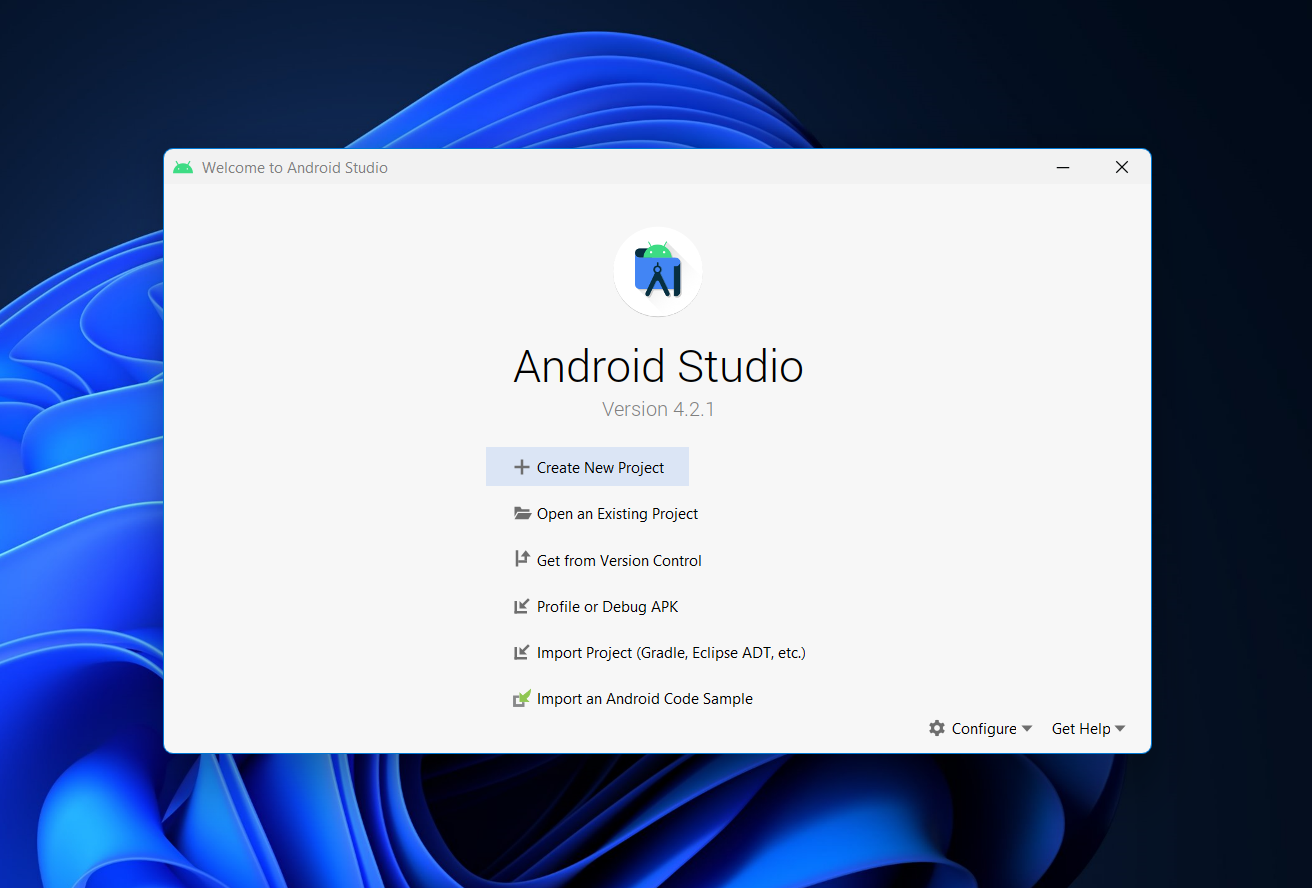 Welcome to Android Studio
Android Studio
Version 4.2.1
Create New Project
Open an Existing Project
Get from Version Control
Profile or Debug APK
Import Project (Gradle, Eclipse ADT, etc.)
Import an Android Code Sample
Configure Get Help